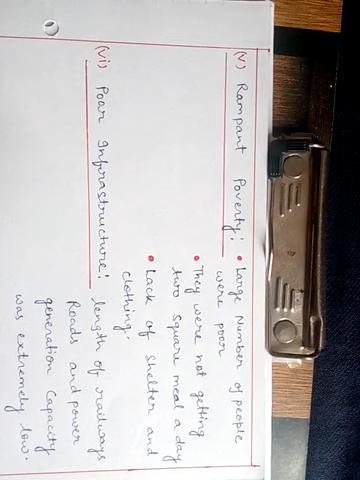 (v) Rampant Poverty: • Large Number of people
were poor
• They were not getting
two square meal a day
• Lack of Shelter and
clothing.
(vi) Poor Infrastructure: length of railways
Roads and power
generation Capacity
was extremely low.